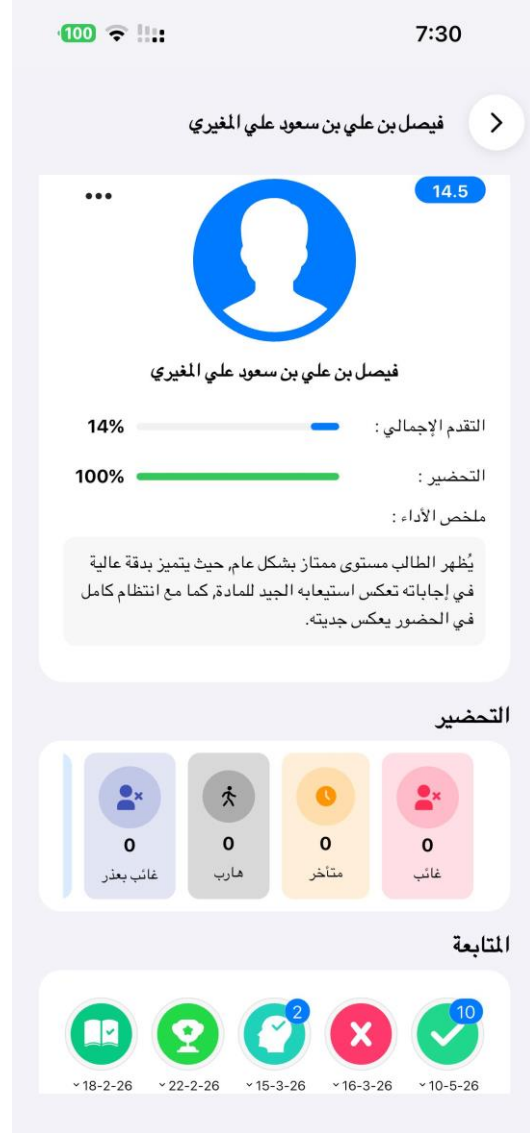 7:30
100
فيصل بن علي بن سعود علي المغيري
14.5
فيصل بن علي بن سعود علي المغيري
التقدم الإجمالي : 14%
التحضير : 100%
ملخص الأداء :
يُظهر الطالب مستوى ممتاز بشكل عام, حيث يتميز بدقة عالية
في إجاباته تعكس استيعابه الجيد للمادة, كما مع انتظام كامل
في الحضور يعكس جديته.
التحضير
0 0 0 0
غائب متأخر هارب غائب بعذر
المتابعة
10 2
10-5-26 16-3-26 15-3-26 22-2-26 18-2-26